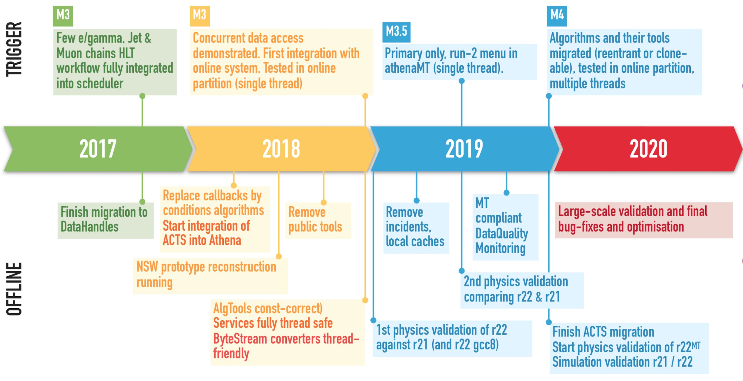 TRIGGER
M3
Few e/gamma, Jet &
Muon chains HLT
workflow fully integrated
into scheduler
M3
Concurrent data access
demonstrated. First integration with
online system. Tested in online
partition (single thread)
M3.5
Primary only, run-2 menu in
athenaMT (single thread).
M4
Algorithms and their tools
migrated (reentrant or clone-
able), tested in online partition,
multiple threads
2017
2018
2019
2020
OFFLINE
Finish migration to
DataHandles
Replace callbacks by
conditions algorithms
Start integration of
ACTS into Athena
Remove
public tools
NSW prototype reconstruction
running
AlgTools const-correct)
Services fully thread safe
ByteStream converters thread-
friendly
Remove
incidents,
local caches
MT
compliant
DataQuality
Monitoring
2nd physics validation
comparing r22 & r21
1st physics validation of r22
against r21 (and r22 gcc8)
Large-scale validation and final
bug-fixes and optimisation
Finish ACTS migration
Start physics validation of r22MT
Simulation validation r21 / r22